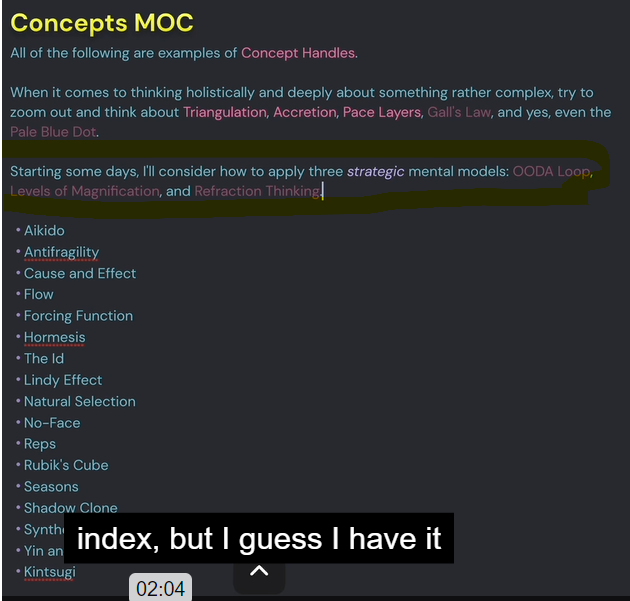 Concepts MOC
All of the following are examples of Concept Handles.
When it comes to thinking holistically and deeply about something rather complex, try to
zoom out and think about Triangulation, Accretion, Pace Layers, Gall's Law, and yes, even the
Pale Blue Dot.
Starting some days, I'll consider how to apply three strategic mental models: OODA Loop,
Levels of Magnification, and Refraction Thinking.
• Aikido
• Antifragility
• Cause and Effect
• Flow
• Forcing Function
• Hormesis
• The Id
• Lindy Effect
• Natural Selection
• No-Face
• Reps
• Rubik's Cube
• Seasons
• Shadow Clone
• Synthe
• Yin an
• Kintsugi
index, but I guess I have it
02:04